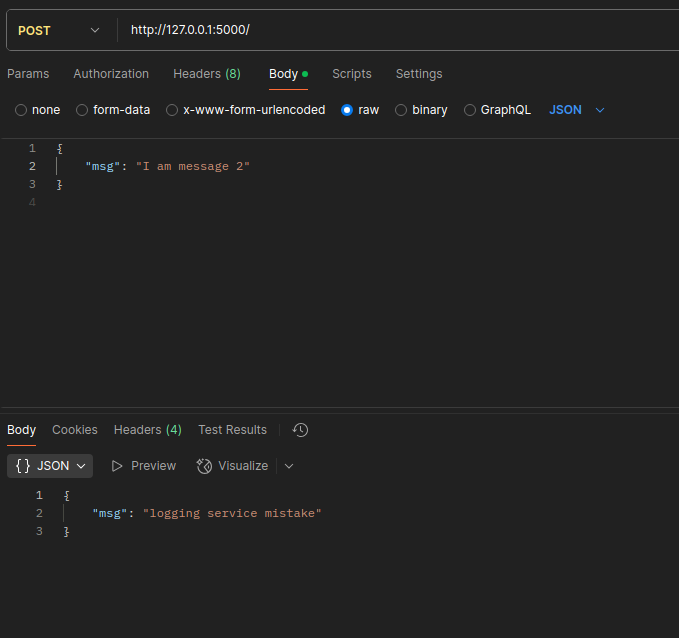 POST http://127.0.0.1:5000/
Params Authorization Headers (8) Body Scripts Settings
none form-data x-www-form-urlencoded raw binary GraphQL JSON
1 {
2 "msg": "I am message 2"
3 }
4
Body Cookies Headers (4) Test Results
{} JSON Preview Visualize
1 {
2 "msg": "logging service mistake"
3 }